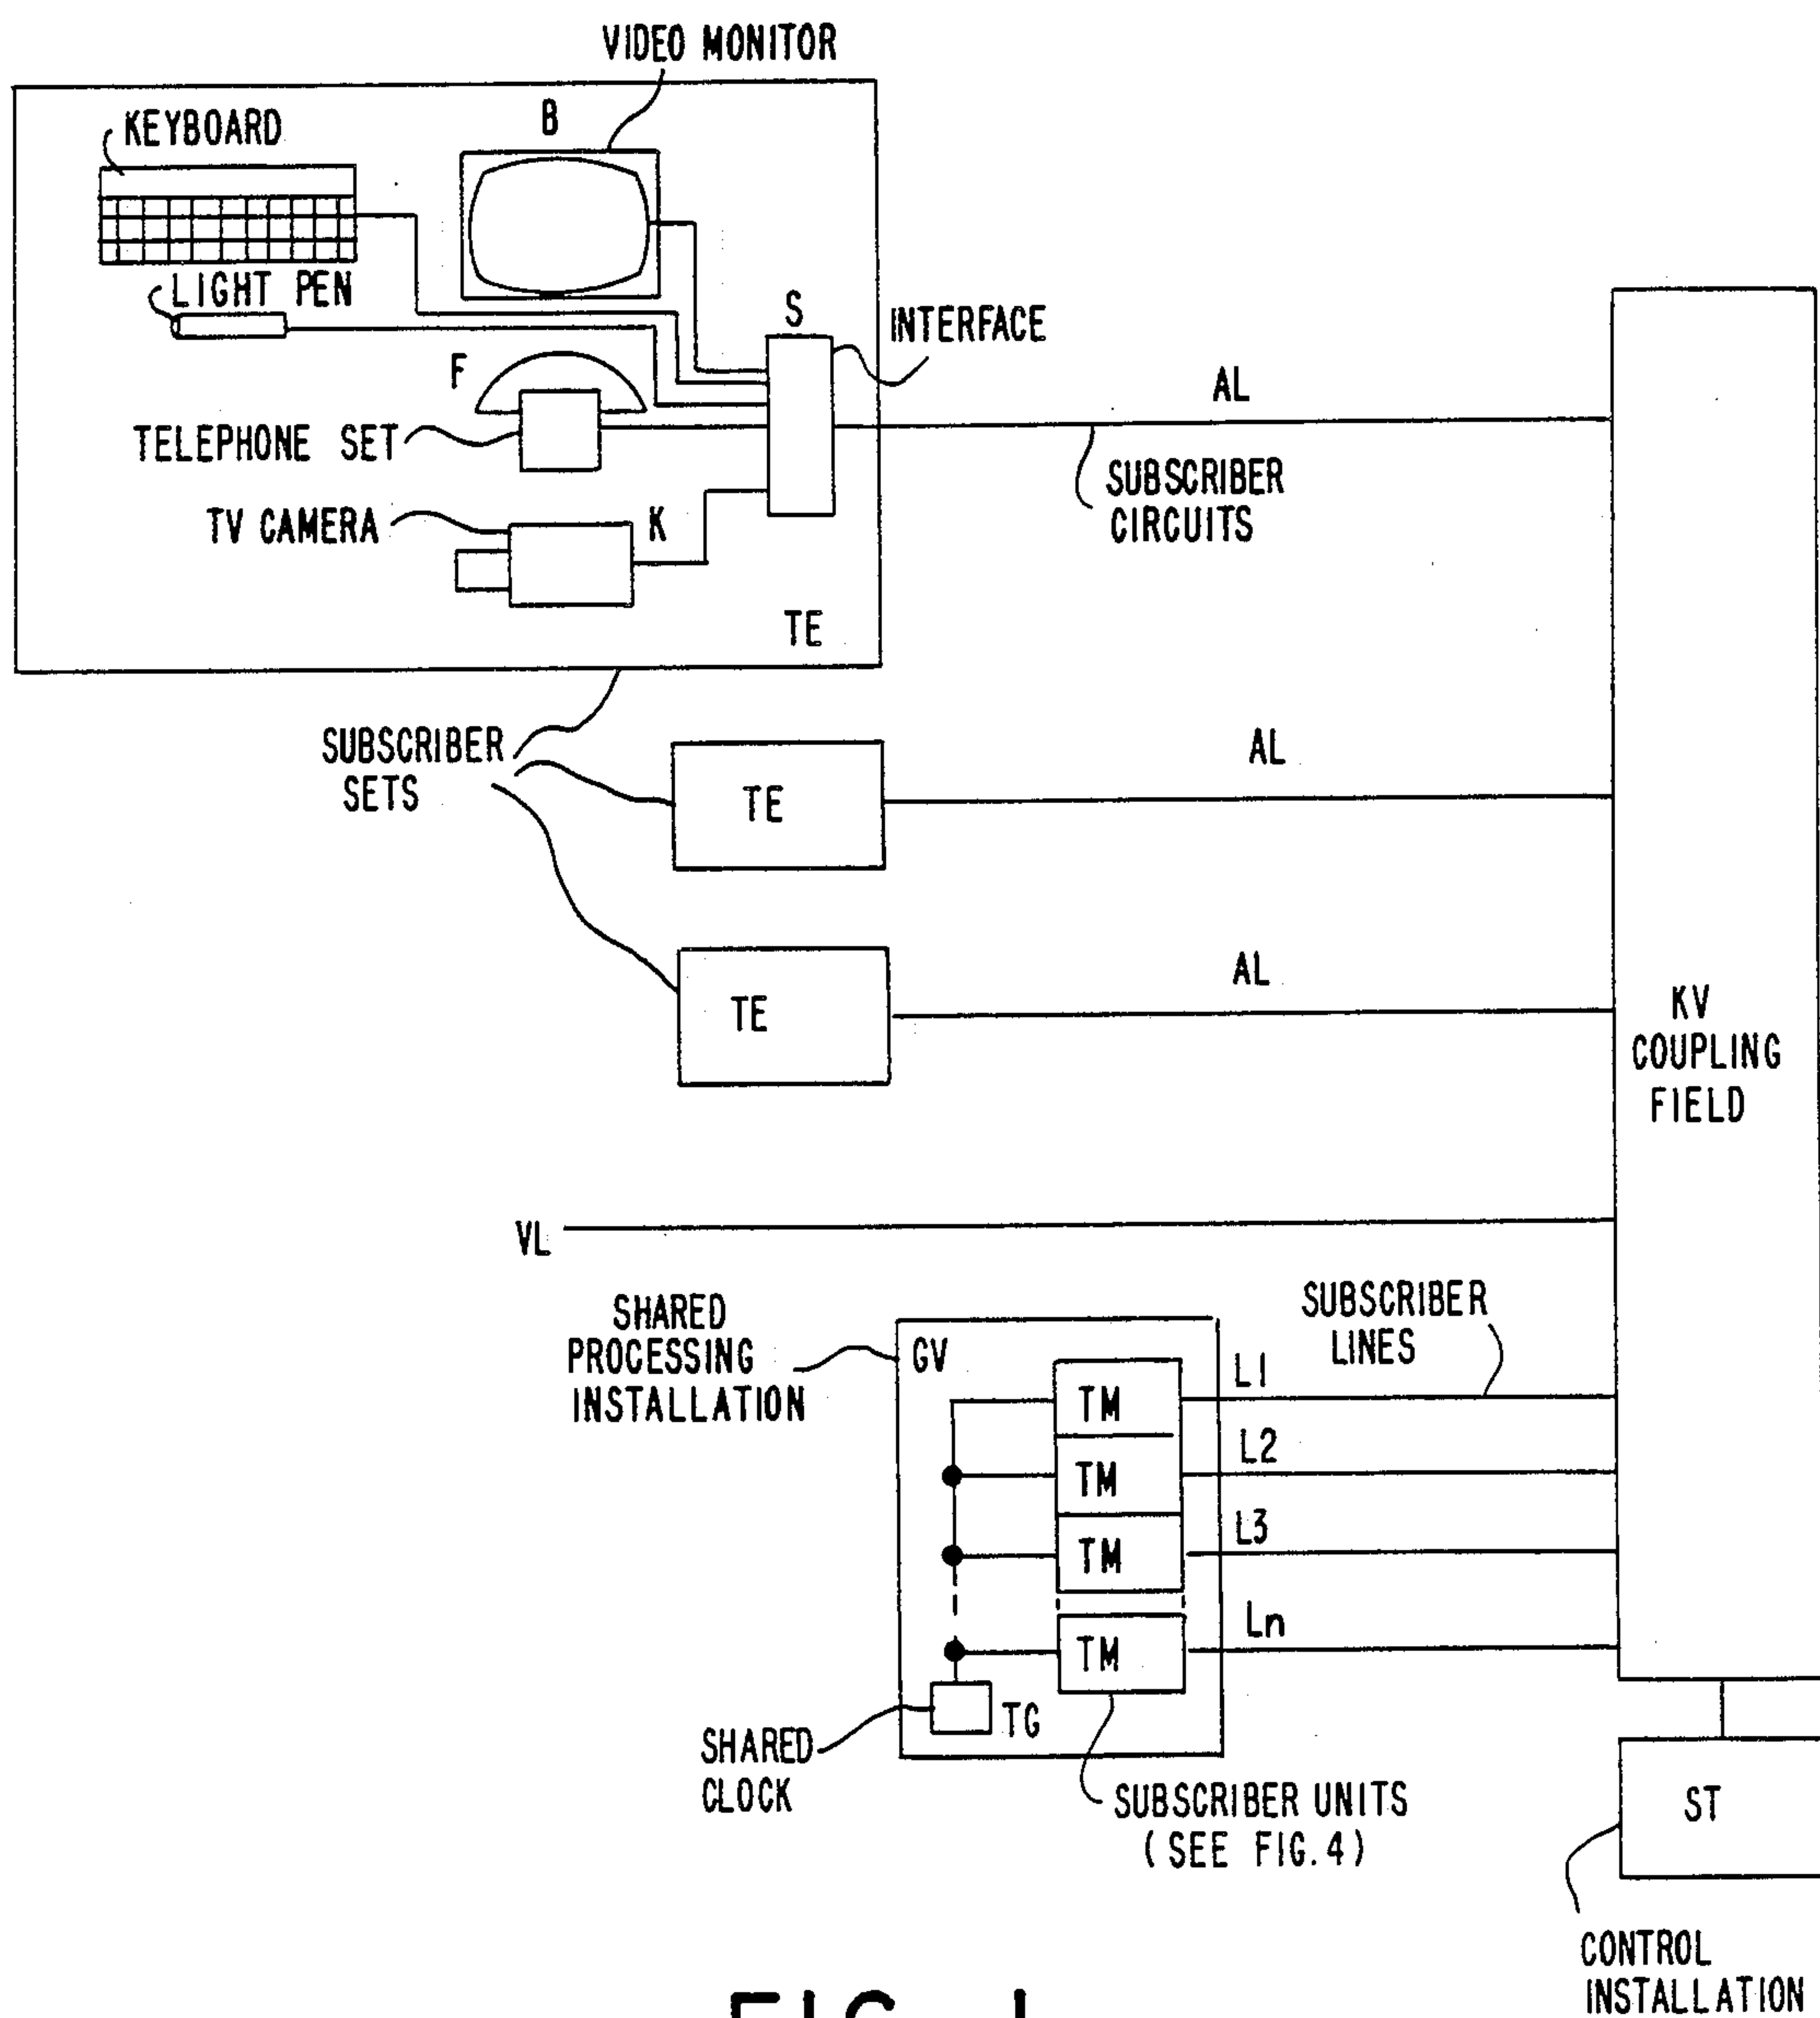 VIDEO MONITOR
KEYBOARD
B
LIGHT PEN
S
INTERFACE
F
TELEPHONE SET
AL
SUBSCRIBER
CIRCUITS
TV CAMERA
K
TE
SUBSCRIBER
SETS
TE
AL
TE
AL
KV
COUPLING
FIELD
VL
SHARED
PROCESSING
INSTALLATION
GV
SUBSCRIBER
LINES
TM
L1
TM
L2
TM
L3
TM
Ln
TG
SHARED
CLOCK
SUBSCRIBER UNITS
(SEE FIG.4)
ST
CONTROL
INSTALLATION
FIG. 1